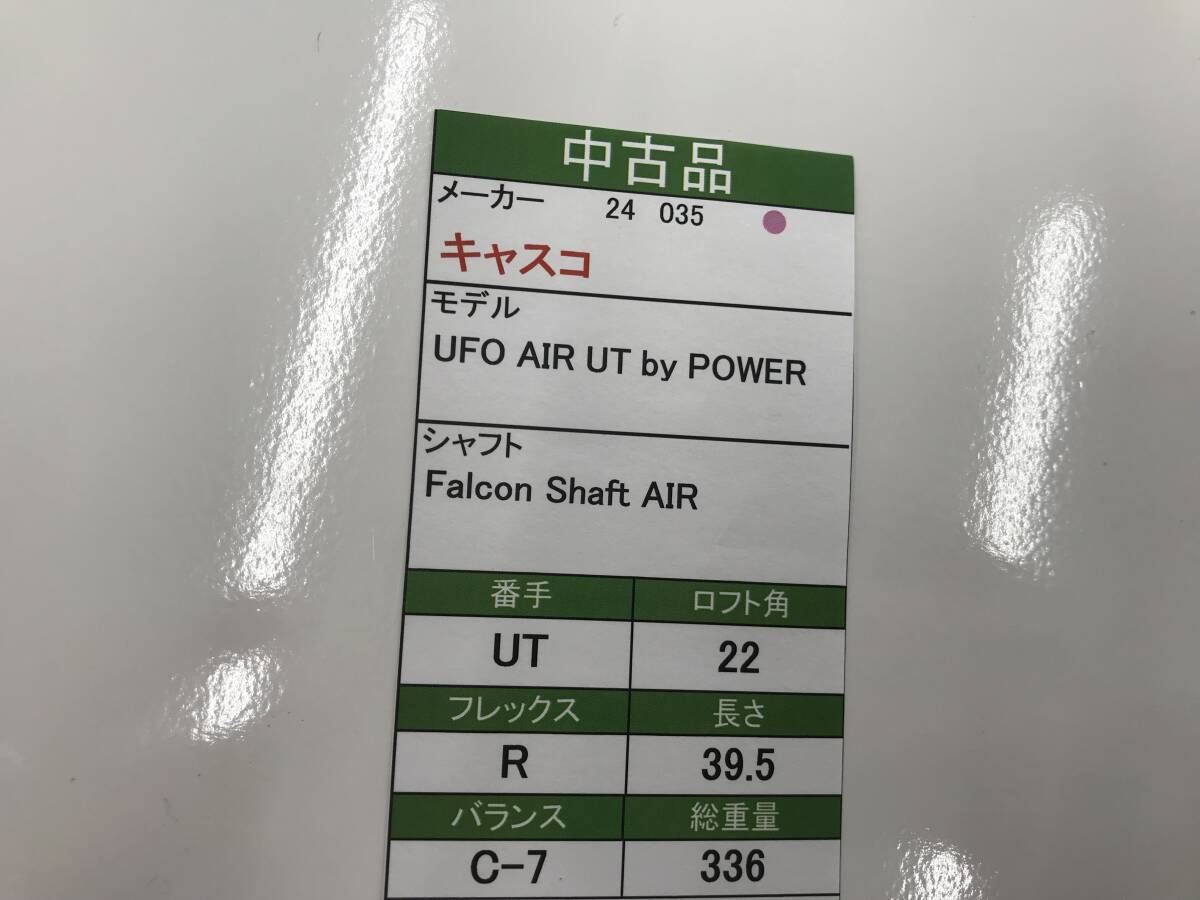 中古品
メーカー 24 035
キャスコ
モデル
UFO AIR UT by POWER
シャフト
Falcon Shaft AIR
番手 ロフト角
UT 22
フレックス 長さ
R 39.5
バランス 総重量
C-7 336